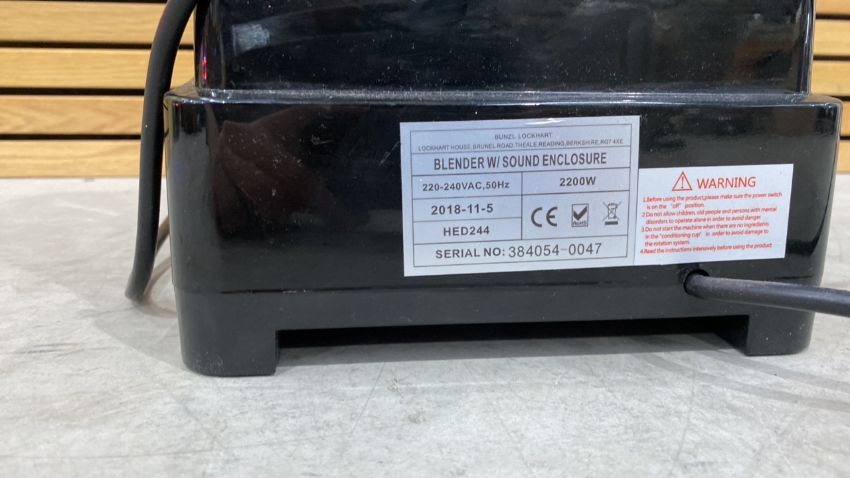 BUNZL LOCKHART
LOCKHART HOUSE, BRUNEL ROAD, THEALE, READING, BERKSHIRE, RG7 4XE
BLENDER W/ SOUND ENCLOSURE
220-240VAC,50Hz
2200W
2018-11-5
HED244
CE
SERIAL NO: 384054-0047
WARNING
1.Before using the product,please make sure the power switch
is on the "off" position.
2.Do not allow children, old people and persons with mental
disorders to operate alone in order to avoid danger
3.Do not start the machine when there are no ingredients
in the "conditioning cup" in order to avoid damage to
the rotation system.
4.Read the instructions intensively before using the product